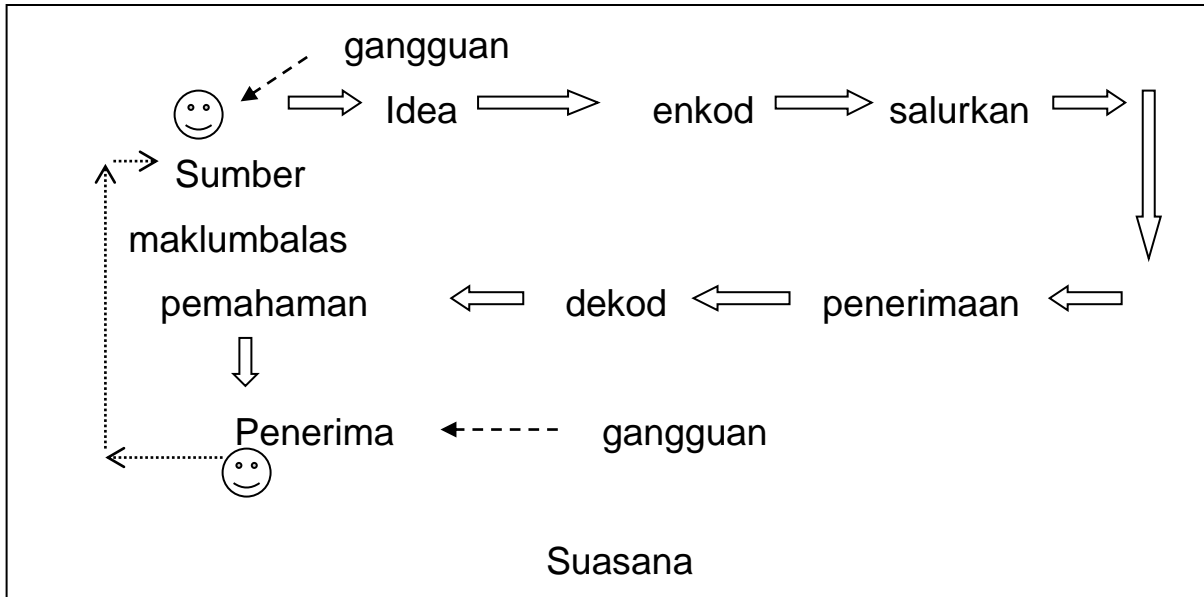 gangguan
Idea enkod salurkan
Sumber
maklumbalas
pemahaman dekod penerimaan
Penerima gangguan
Suasana